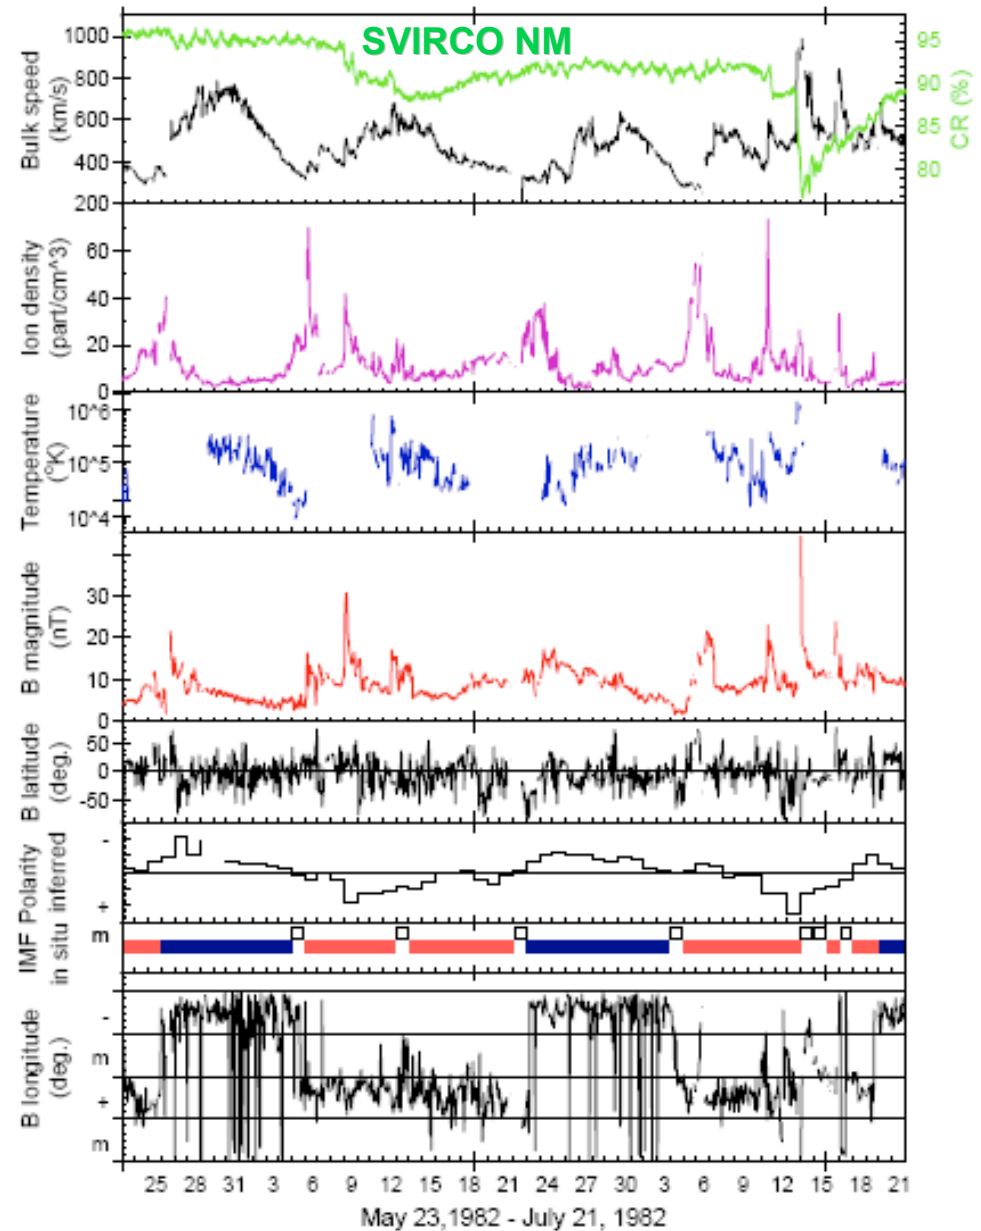 SVIRCO NM
Bulk speed
(km/s)
1000
800
600
400
200
95
90
85
80
CR (%)
Ion density
(part/cm^3)
60
40
20
0
Temperature
(°K)
10^6
10^5
10^4
B magnitude
(nT)
30
20
10
0
B latitude
(deg.)
50
0
-50
IMF Polarity
in situ inferred
-
+
m
B longitude
(deg.)
-
m
+
m
25 28 31 3 6 9 12 15 18 21 24 27 30 3 6 9 12 15 18 21
May 23,1982 - July 21, 1982